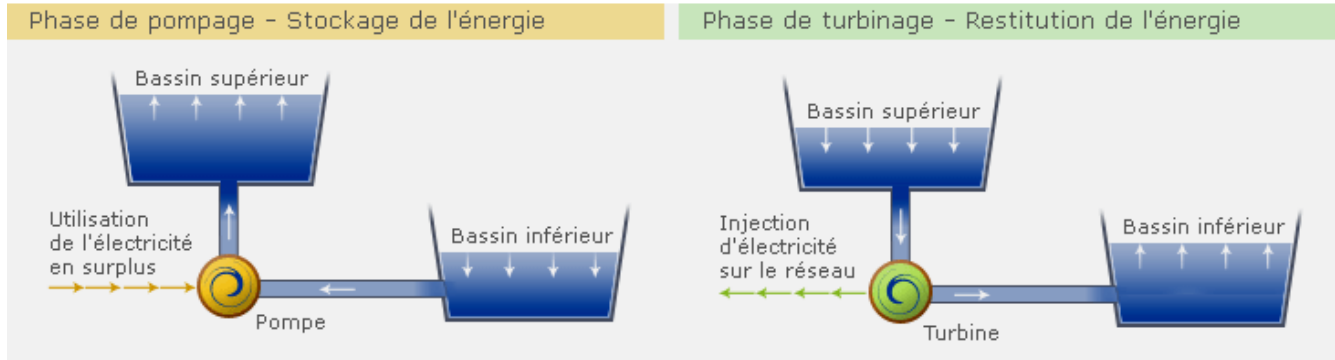 Phase de pompage - Stockage de l'énergie
Bassin supérieur
Utilisation
de l'électricité
en surplus
Bassin inférieur
Pompe
Phase de turbinage - Restitution de l'énergie
Bassin supérieur
Injection
d'électricité
sur le réseau
Bassin inférieur
Turbine